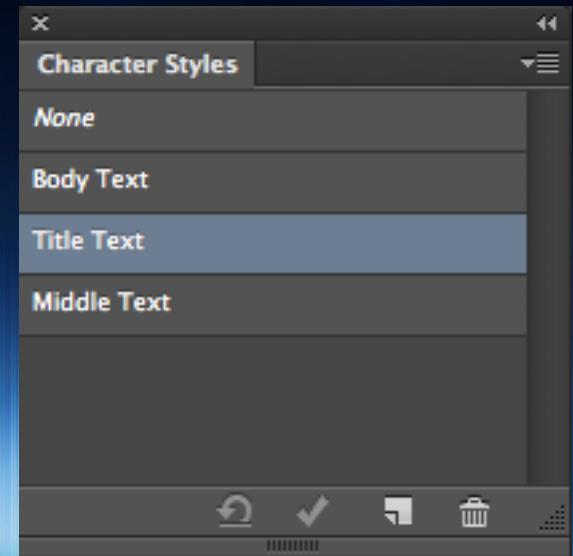 Character Styles
None
Body Text
Title Text
Middle Text